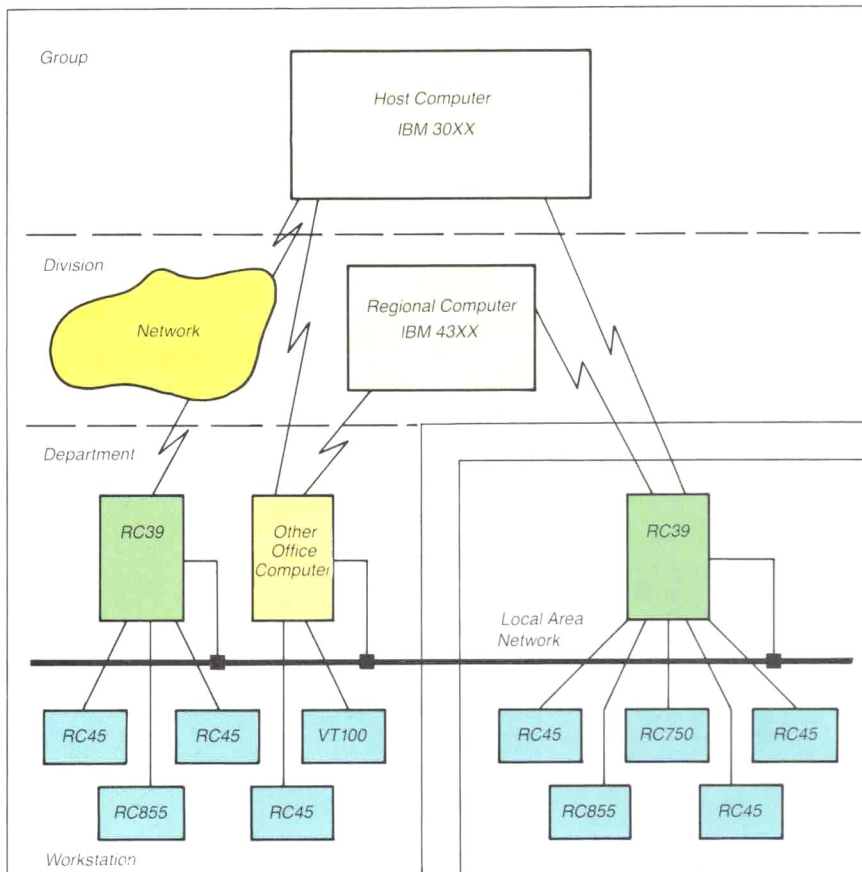 Group
Host Computer
IBM 30XX
Division
Network
Regional Computer
IBM 43XX
Department
RC39
Other
Office
Computer
RC39
Local Area
Network
RC45
RC45
VT100
RC45
RC750
RC45
RC855
RC45
RC855
RC45
Workstation